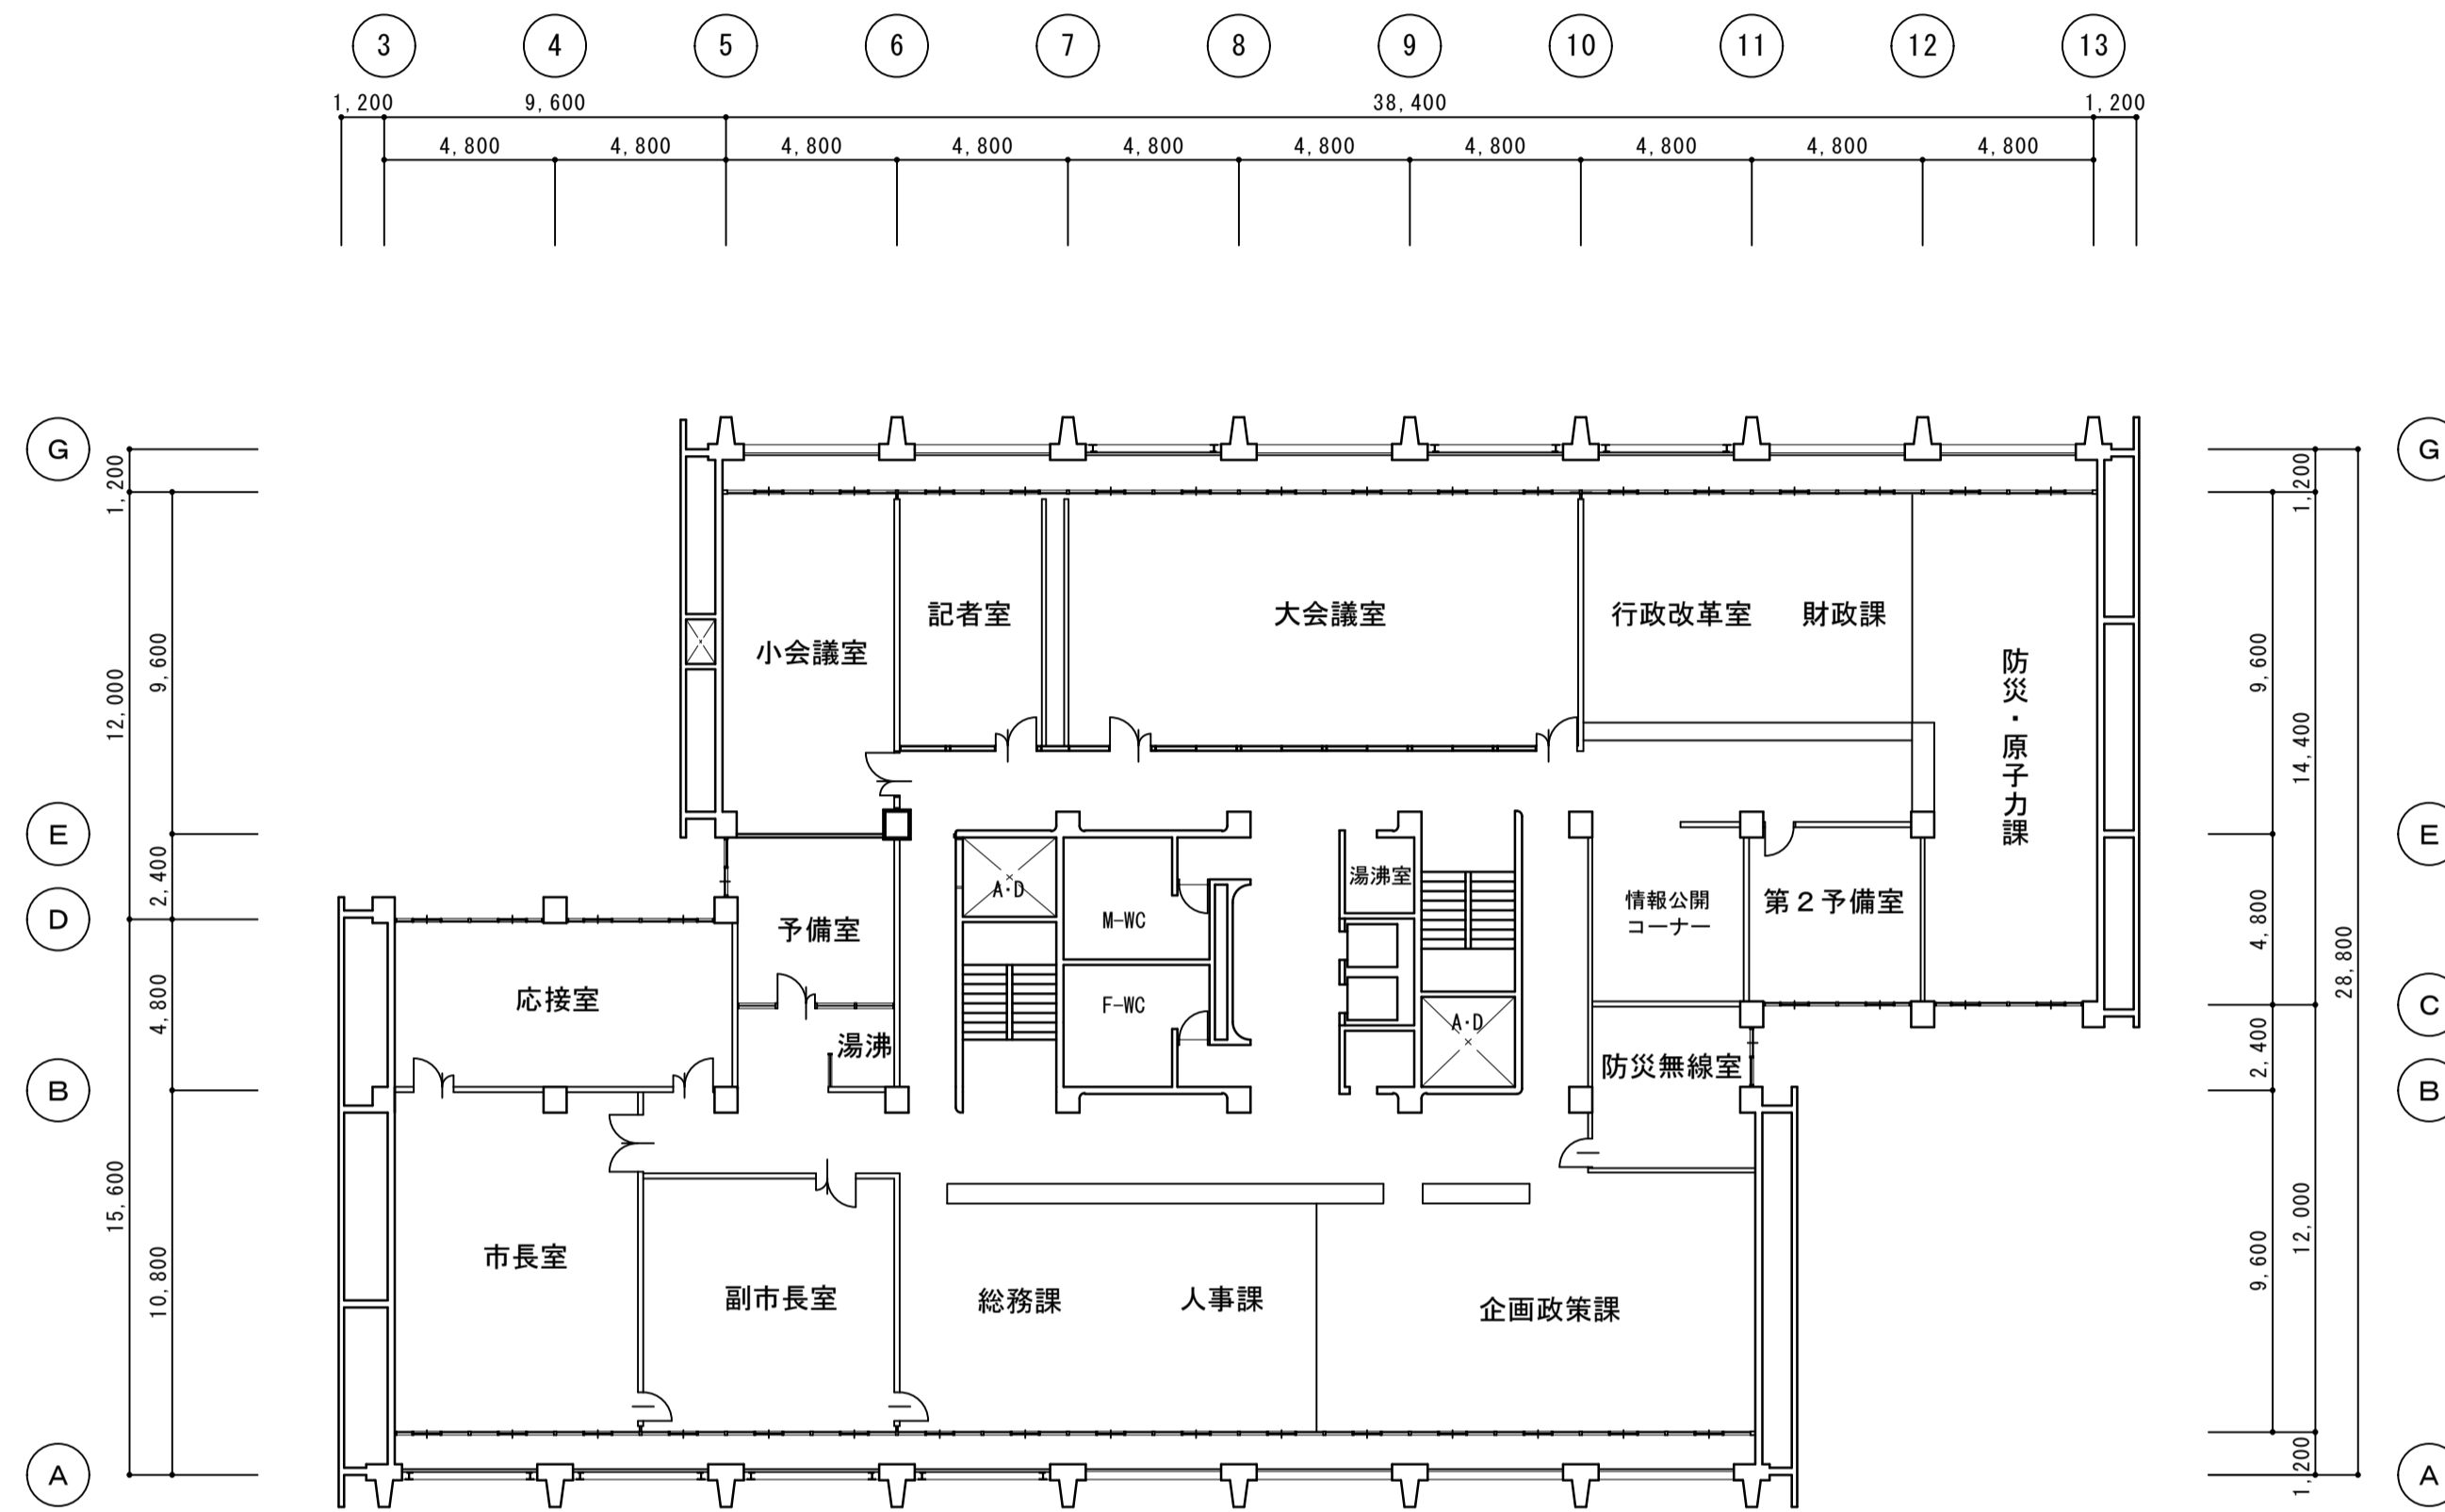 3 4 5 6 7 8 9 10 11 12 13
1,200 9,600 38,400 1,200
4,800 4,800 4,800 4,800 4,800 4,800 4,800 4,800 4,800 4,800
G G
1,200 1,200
記者室 大会議室 行政改革室 財政課
小会議室
9,600 9,600
防災・原子力課
12,000 14,400
E E
2,400 4,800
湯沸室
A・D
情報公開
コーナー
第2予備室
D
M-WC
予備室
28,800
応接室 F-WC
C
4,800 2,400
A・D
湯沸
防災無線室
B B
15,600 12,000
10,800 9,600
市長室
副市長室 総務課 人事課 企画政策課
1,200
A A